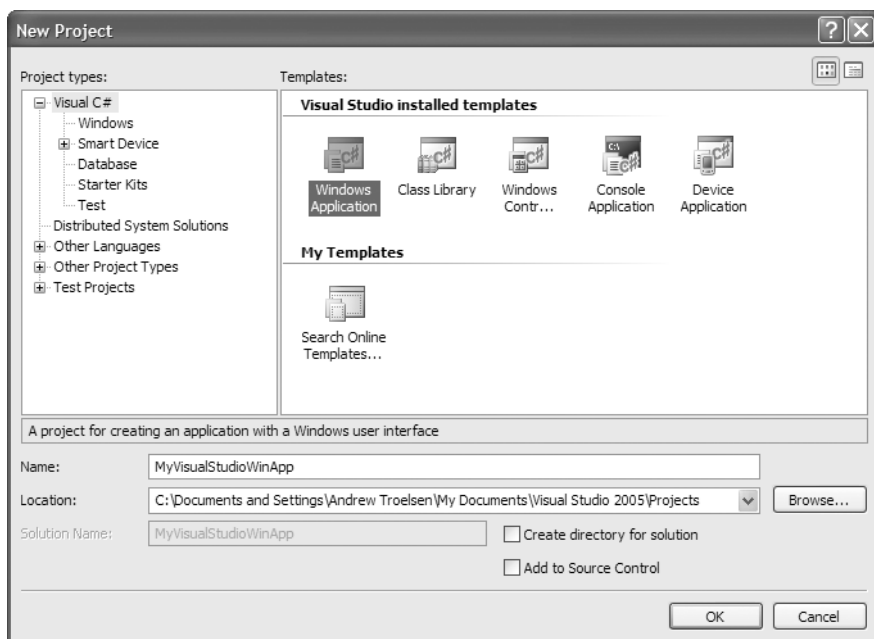 New Project
Project types:
Templates:
Visual C#
Windows
Smart Device
Database
Starter Kits
Test
Distributed System Solutions
Other Languages
Other Project Types
Test Projects
Visual Studio installed templates
Windows
Application
Class Library
Windows
Contr...
Console
Application
Device
Application
My Templates
Search Online
Templates...
A project for creating an application with a Windows user interface
Name:
MyVisualStudioWinApp
Location:
C:\Documents and Settings\Andrew Troelsen\My Documents\Visual Studio 2005\Projects
Browse...
Solution Name:
MyVisualStudioWinApp
Create directory for solution
Add to Source Control
OK
Cancel